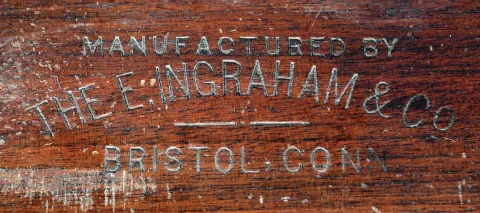 MANUFACTURED BY
THE E. INGRAHAM & CO
BRISTOL, CONN